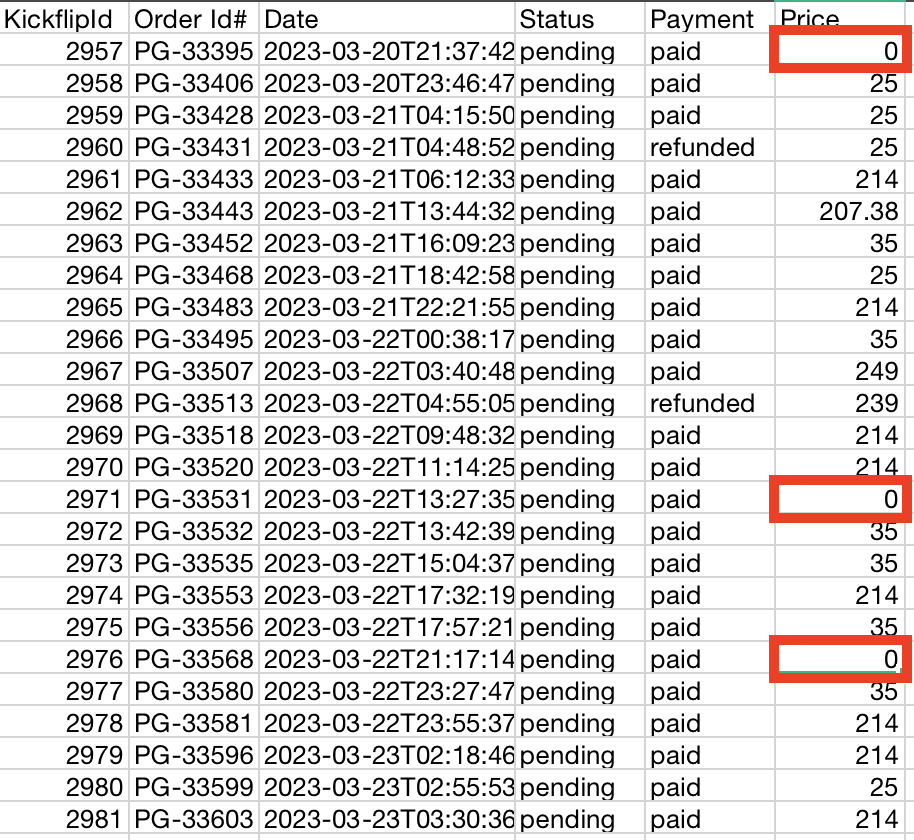 KickflipId Order Id# Date Status Payment Price
2957 PG-33395 2023-03-20T21:37:42 pending paid 0
2958 PG-33406 2023-03-20T23:46:47 pending paid 25
2959 PG-33428 2023-03-21T04:15:50 pending paid 25
2960 PG-33431 2023-03-21T04:48:52 pending refunded 25
2961 PG-33433 2023-03-21T06:12:33 pending paid 214
2962 PG-33443 2023-03-21T13:44:32 pending paid 207.38
2963 PG-33452 2023-03-21T16:09:23 pending paid 35
2964 PG-33468 2023-03-21T18:42:58 pending paid 25
2965 PG-33483 2023-03-21T22:21:55 pending paid 214
2966 PG-33495 2023-03-22T00:38:17 pending paid 35
2967 PG-33507 2023-03-22T03:40:48 pending paid 249
2968 PG-33513 2023-03-22T04:55:05 pending refunded 239
2969 PG-33518 2023-03-22T09:48:32 pending paid 214
2970 PG-33520 2023-03-22T11:14:25 pending paid 214
2971 PG-33531 2023-03-22T13:27:35 pending paid 0
2972 PG-33532 2023-03-22T13:42:39 pending paid 35
2973 PG-33535 2023-03-22T15:04:37 pending paid 35
2974 PG-33553 2023-03-22T17:32:19 pending paid 214
2975 PG-33556 2023-03-22T17:57:21 pending paid 35
2976 PG-33568 2023-03-22T21:17:14 pending paid 0
2977 PG-33580 2023-03-22T23:27:47 pending paid 35
2978 PG-33581 2023-03-22T23:55:37 pending paid 214
2979 PG-33596 2023-03-23T02:18:46 pending paid 214
2980 PG-33599 2023-03-23T02:55:53 pending paid 25
2981 PG-33603 2023-03-23T03:30:36 pending paid 214